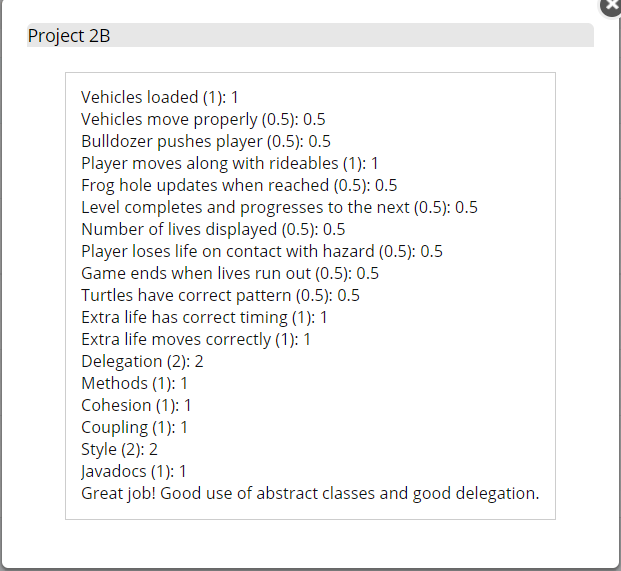 Project 2B
Vehicles loaded (1): 1
Vehicles move properly (0.5): 0.5
Bulldozer pushes player (0.5): 0.5
Player moves along with rideables (1): 1
Frog hole updates when reached (0.5): 0.5
Level completes and progresses to the next (0.5): 0.5
Number of lives displayed (0.5): 0.5
Player loses life on contact with hazard (0.5): 0.5
Game ends when lives run out (0.5): 0.5
Turtles have correct pattern (0.5): 0.5
Extra life has correct timing (1): 1
Extra life moves correctly (1): 1
Delegation (2): 2
Methods (1): 1
Cohesion (1): 1
Coupling (1): 1
Style (2): 2
Javadocs (1): 1
Great job! Good use of abstract classes and good delegation.